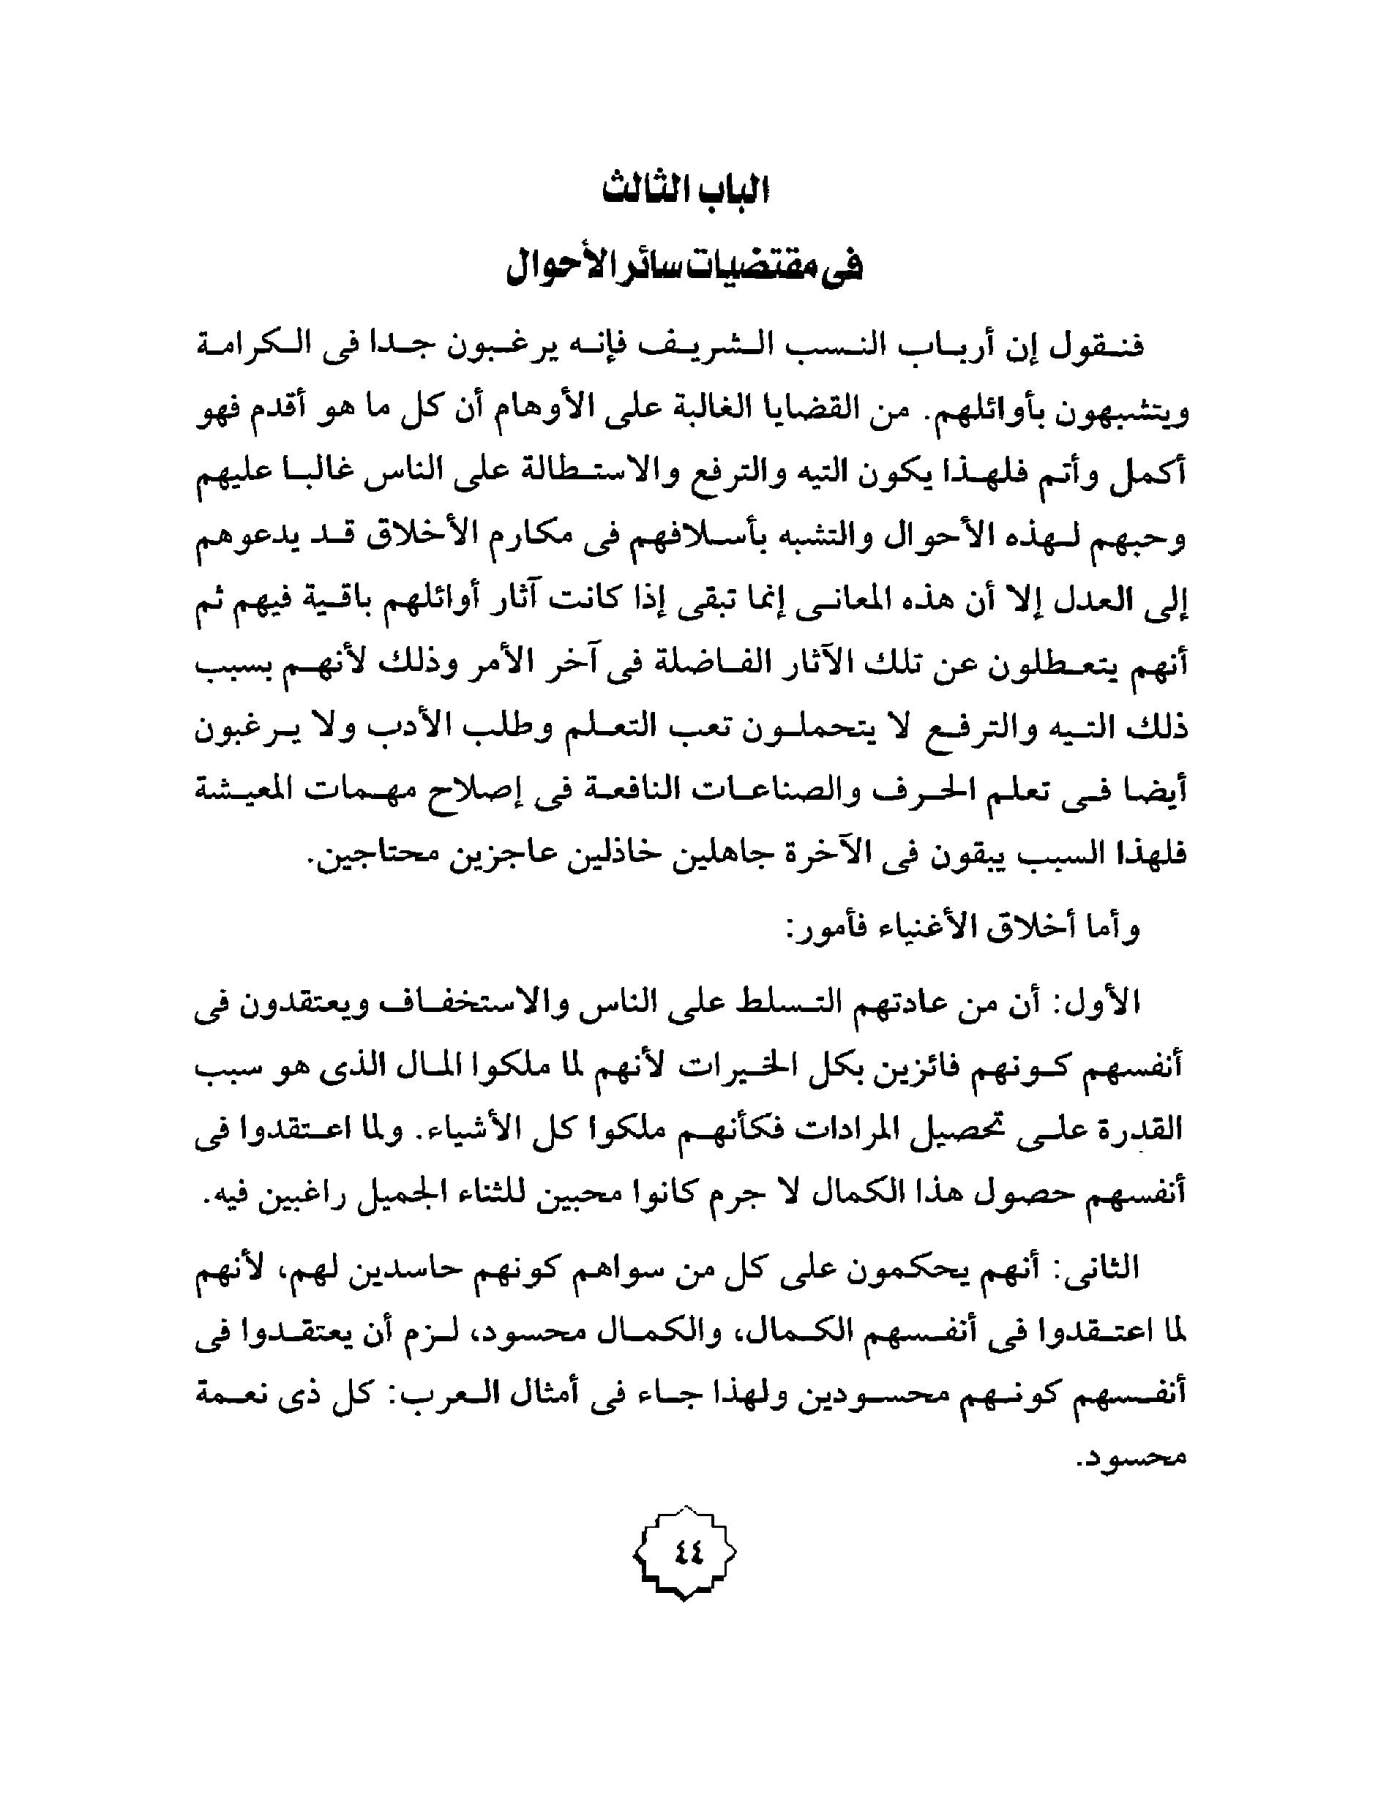 الباب الثالث
فى مقتضيات سائر الأحوال
فنقول إن أرباب النسب الشريف فإنه يرغبون جدا فى الكرامة
ويتشبهون بأوائلهم. من القضايا الغالبة على الأوهام أن كل ما هو أقدم فهو
أكمل وأتم فلهذا يكون التيه والترفع والاستطالة على الناس غالبا عليهم
وحبهم لهذه الأحوال والتشبه بأسلافهم فى مكارم الأخلاق قد يدعوهم
إلى العدل إلا أن هذه المعانى إنما تبقى إذا كانت آثار أوائلهم باقية فيهم ثم
أنهم يتعطلون عن تلك الآثار الفاضلة فى آخر الأمر وذلك لأنهم بسبب
ذلك التيه والترفع لا يتحملون تعب التعلم وطلب الأدب ولا يرغبون
أيضا فى تعلم الحرف والصناعات النافعة فى إصلاح مهمات المعيشة
فلهذا السبب يبقون فى الآخرة جاهلين خاذلين عاجزين محتاجين.
وأما أخلاق الأغنياء فأمور:
الأول: أن من عادتهم التسلط على الناس والاستخفاف ويعتقدون فى
أنفسهم كونهم فائزين بكل الخيرات لأنهم لما ملكوا المال الذى هو سبب
القدرة على تحصيل المرادات فكأنهم ملكوا كل الأشياء. ولما اعتقدوا فى
أنفسهم حصول هذا الكمال لا جرم كانوا محبين للثناء الجميل راغبين فيه.
الثانى: أنهم يحكمون على كل من سواهم كونهم حاسدين لهم، لأنهم
لما اعتقدوا فى أنفسهم الكمال، والكمال محسود، لزم أن يعتقدوا فى
أنفسهم كونهم محسودين ولهذا جاء فى أمثال العرب: كل ذى نعمة
محسود.
٤٤